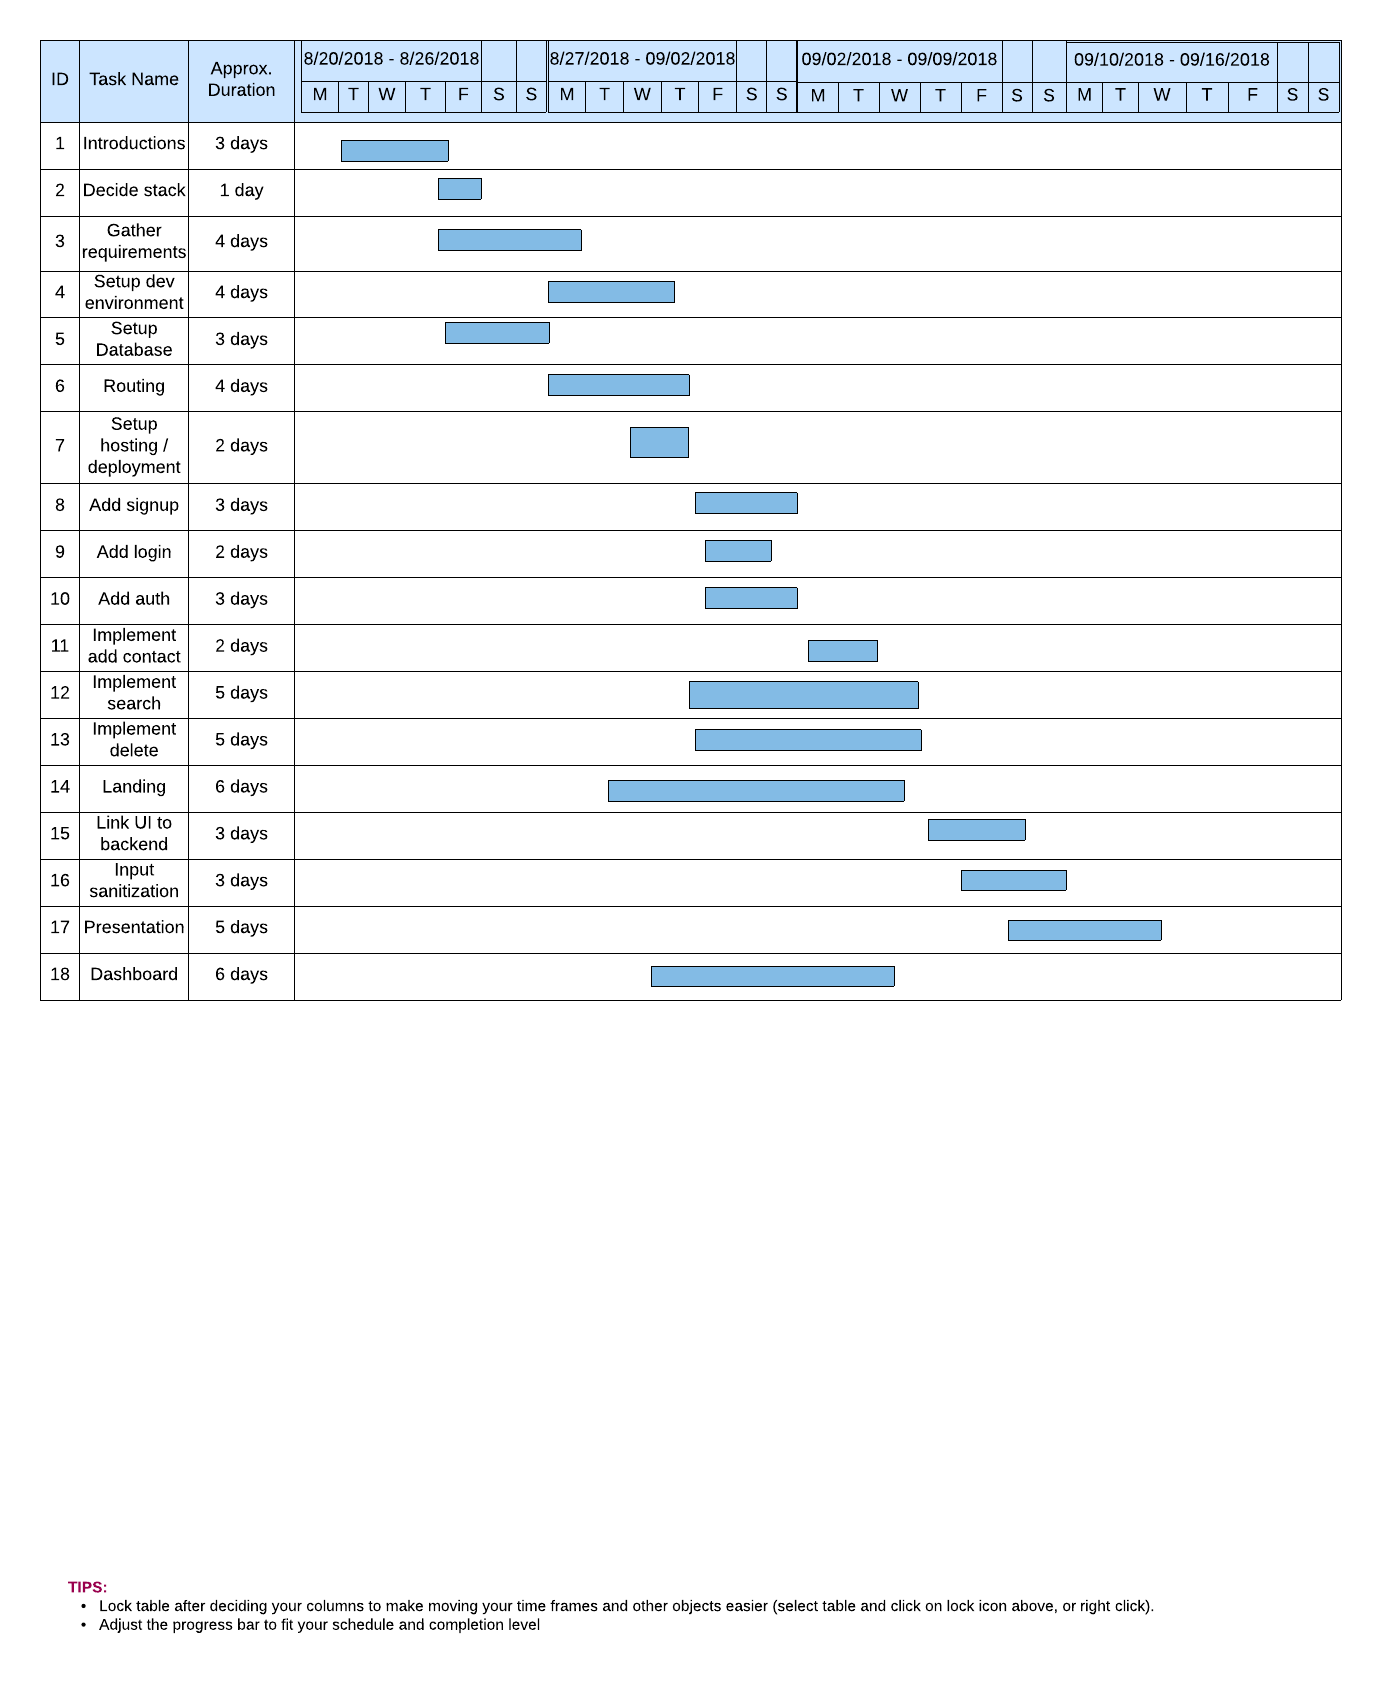 ID
Task Name
Approx.
Duration
8/20/2018 - 8/26/2018
8/27/2018 - 09/02/2018
09/02/2018 - 09/09/2018
09/10/2018 - 09/16/2018
M T W T F S S M T W T F S S M T W T F S S M T W T F S S
1 Introductions 3 days
2 Decide stack 1 day
3
Gather
requirements
4 days
4
Setup dev
environment
4 days
5
Setup
Database
3 days
6 Routing 4 days
7
Setup
hosting /
deployment
2 days
8 Add signup 3 days
9 Add login 2 days
10 Add auth 3 days
11
Implement
add contact
2 days
12
Implement
search
5 days
13
Implement
delete
5 days
14 Landing 6 days
15
Link UI to
backend
3 days
16
Input
sanitization
3 days
17 Presentation 5 days
18 Dashboard 6 days
TIPS:
• Lock table after deciding your columns to make moving your time frames and other objects easier (select table and click on lock icon above, or right click).
• Adjust the progress bar to fit your schedule and completion level